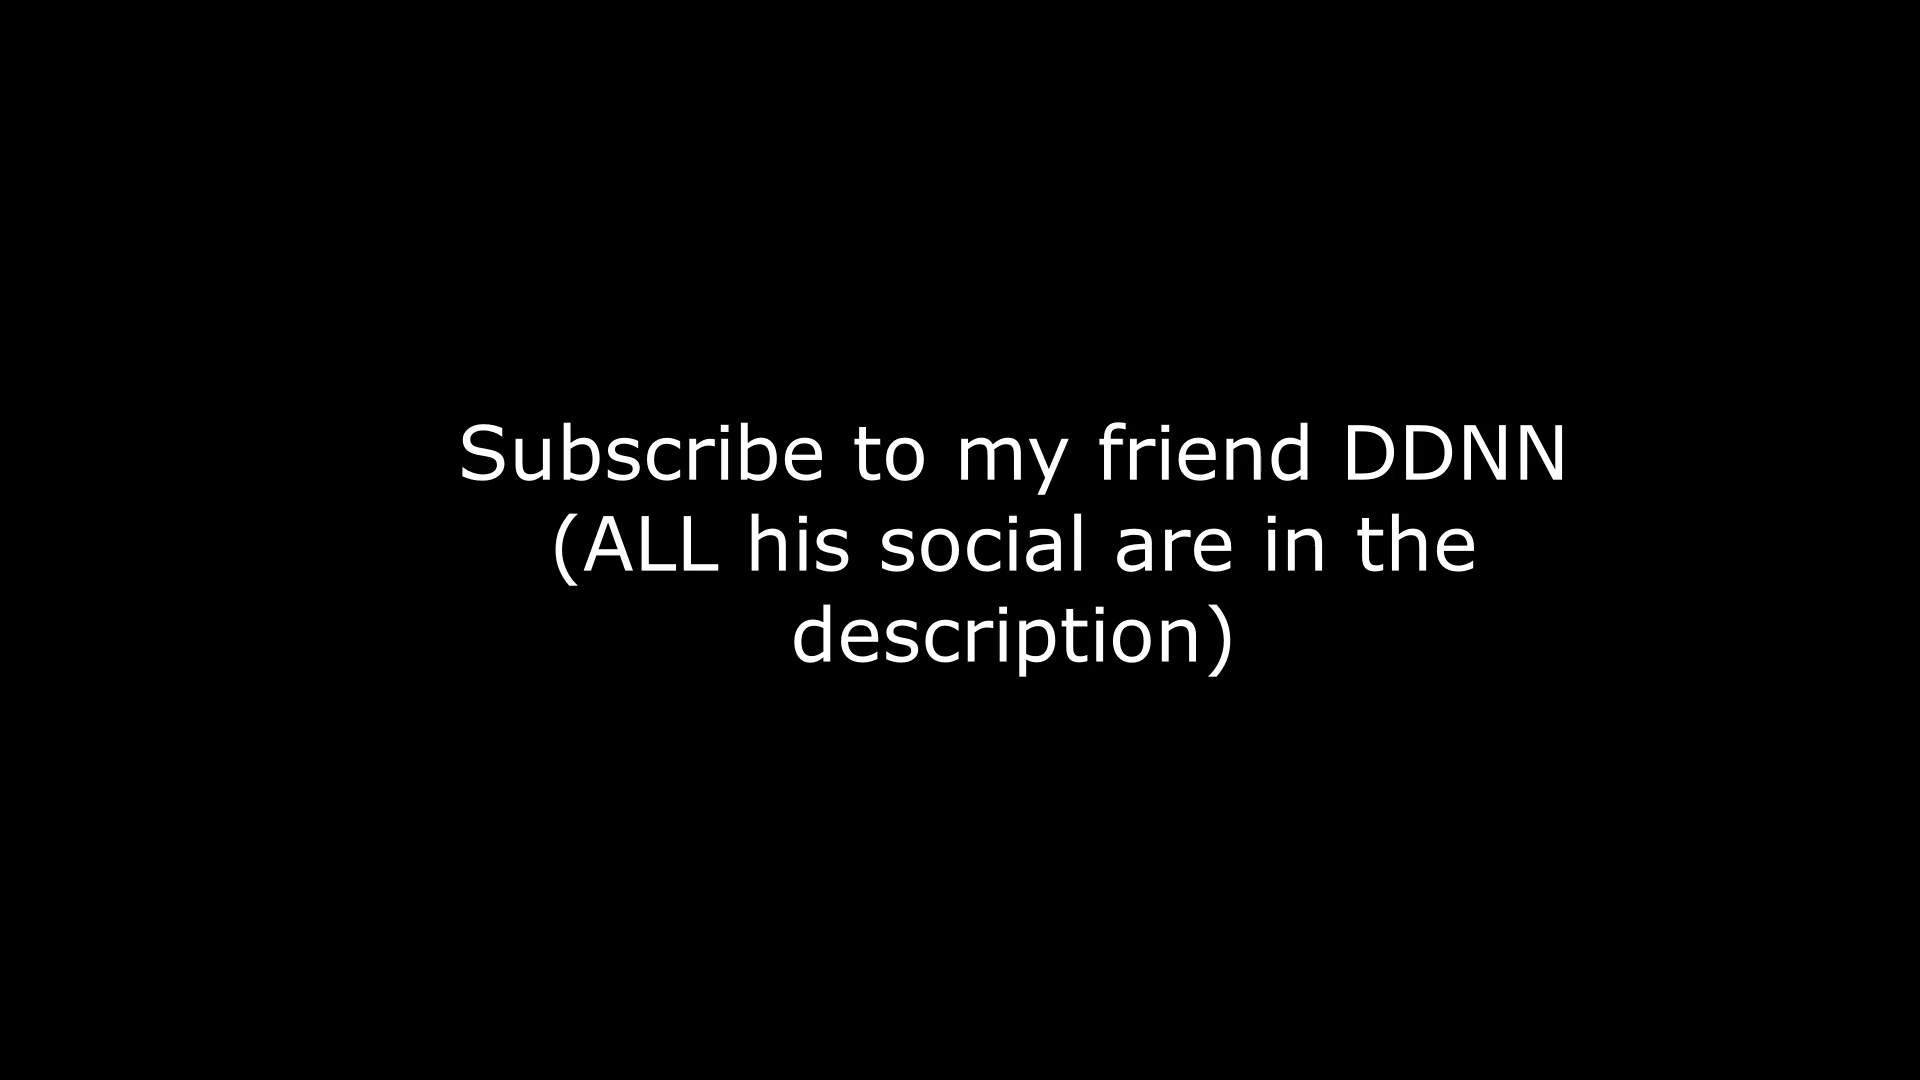 Subscribe to my friend DDNN
(ALL his social are in the
description)